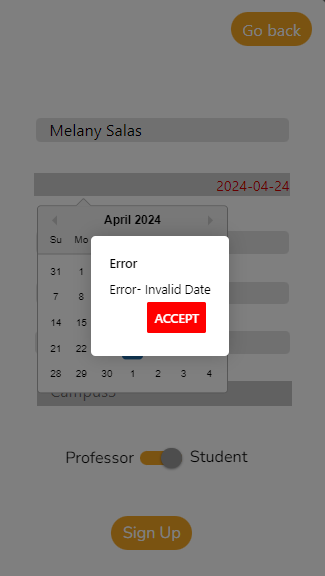 Go back
Melany Salas
2024-04-24
April 2024
Su Mo
31 1
7 8
14 15
21 22
28 29 30 1 2 3 4
Error
Error- Invalid Date
ACCEPT
Campuss
Professor Student
Sign Up